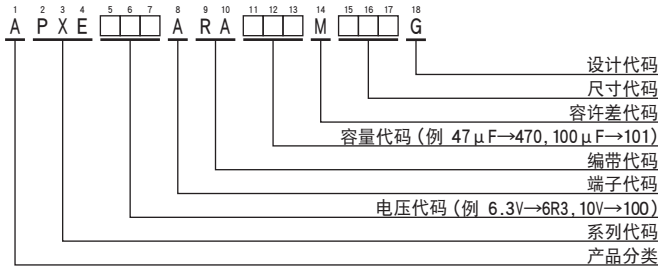 1 2 3 4 5 6 7 8 9 10 11 12 13 14 15 16 17 18
A P X E □□□ A R A □□□ M □□□ G
设计代码
尺寸代码
容许差代码
容量代码(例 47μF→470,100μF→101)
编带代码
端子代码
电压代码(例 6.3V→6R3,10V→100)
系列代码
产品分类